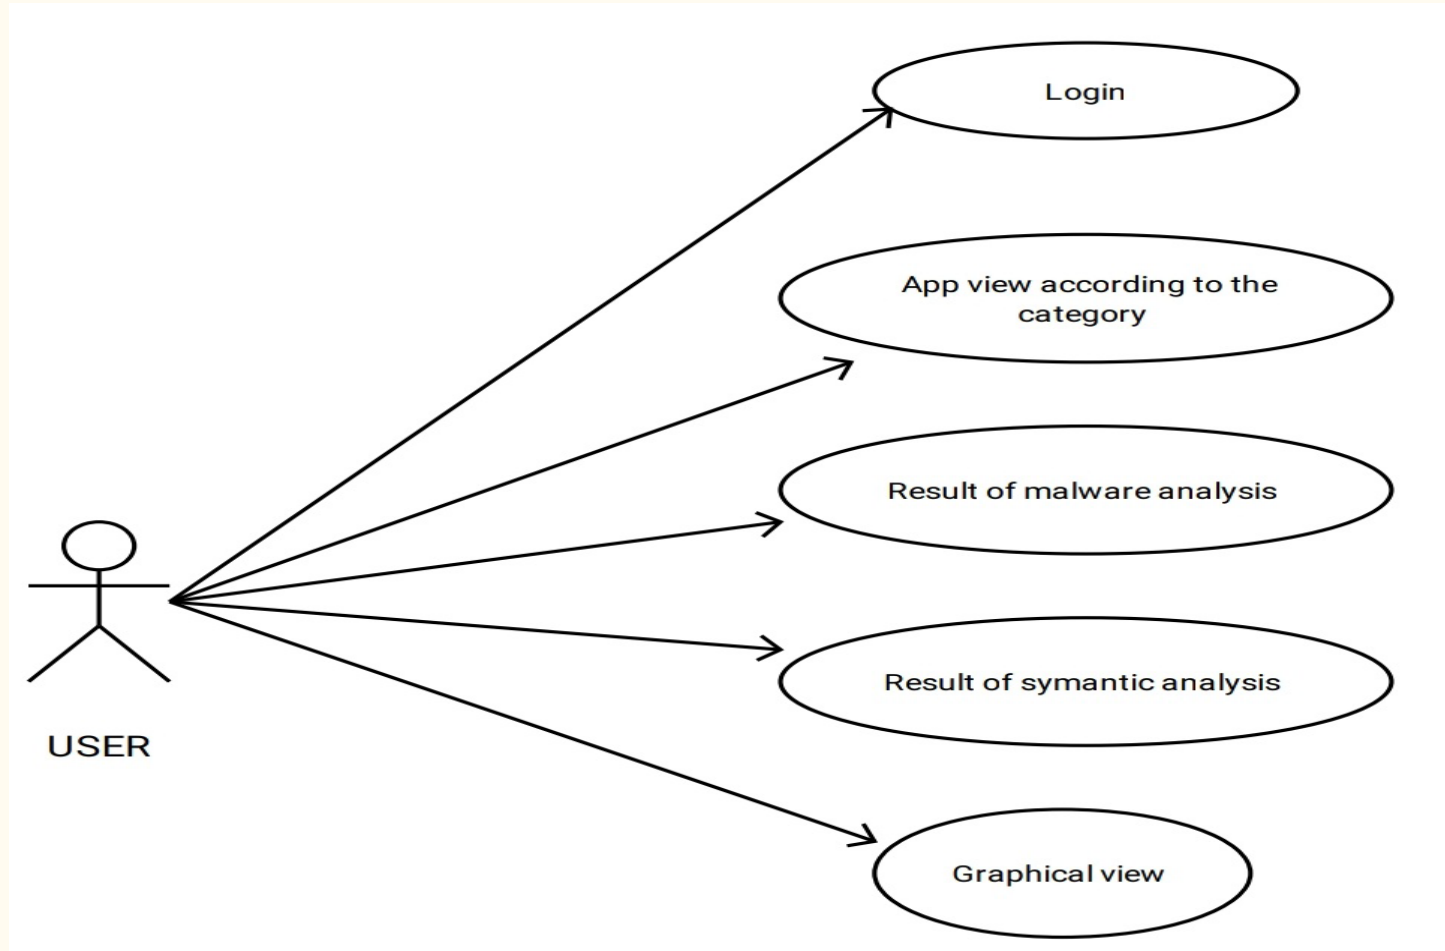 Login
App view according to the
category
Result of malware analysis
Result of symantic analysis
USER
Graphical view